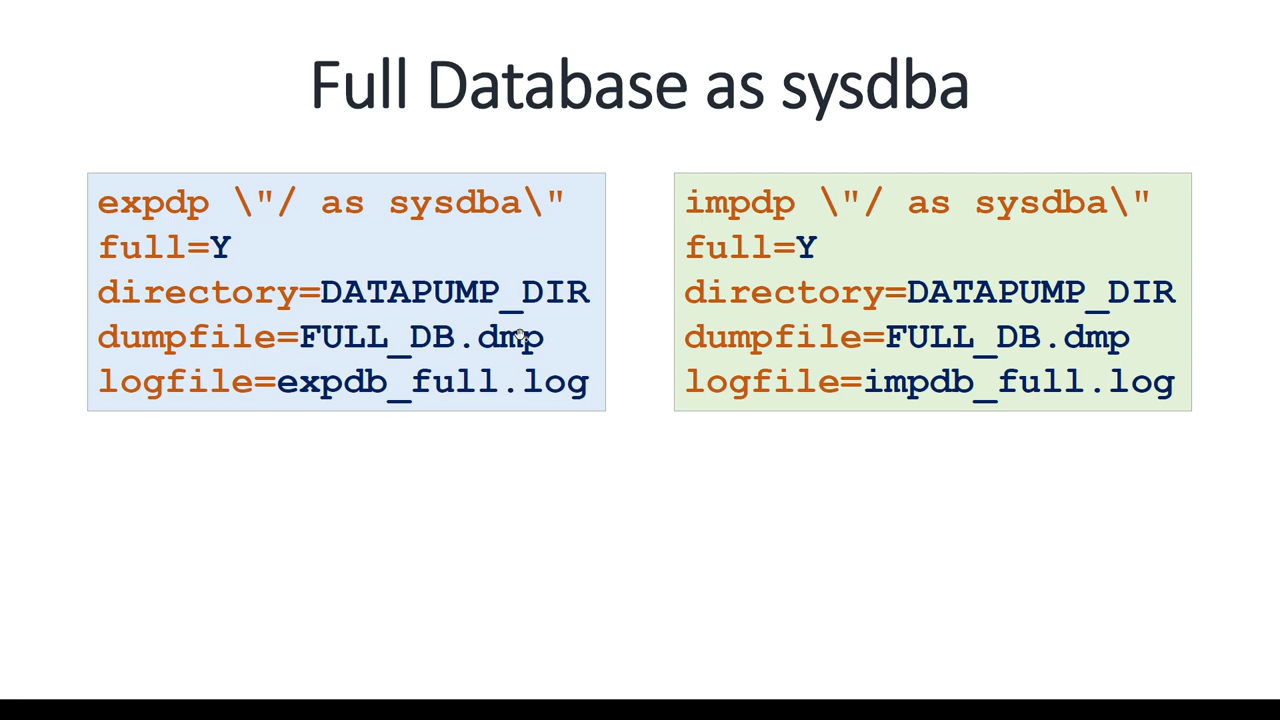 Full Database as sysdba
expdp \"/ as sysdba\"
full=Y
directory=DATAPUMP_DIR
dumpfile=FULL_DB.dmp
logfile=expdb_full.log
impdp \"/ as sysdba\"
full=Y
directory=DATAPUMP_DIR
dumpfile=FULL_DB.dmp
logfile=impdb_full.log